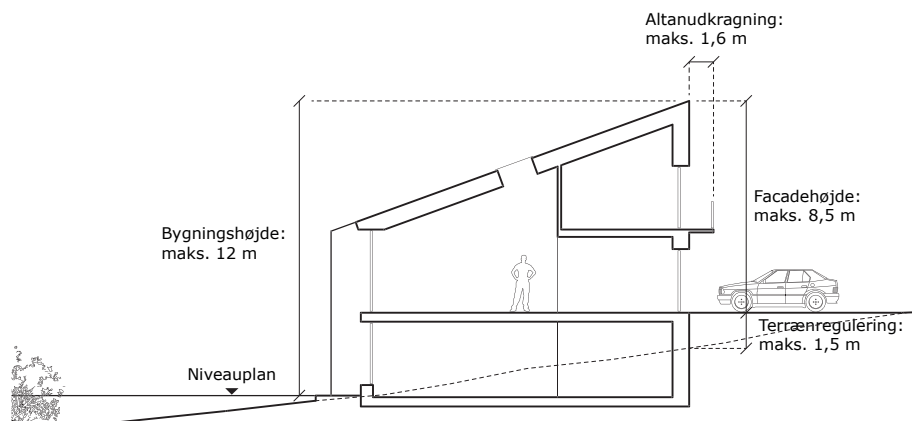 Altanudkragning:
maks. 1,6 m
Facadehøjde:
maks. 8,5 m
Bygningshøjde:
maks. 12 m
Terrænregulering:
maks. 1,5 m
Niveauplan